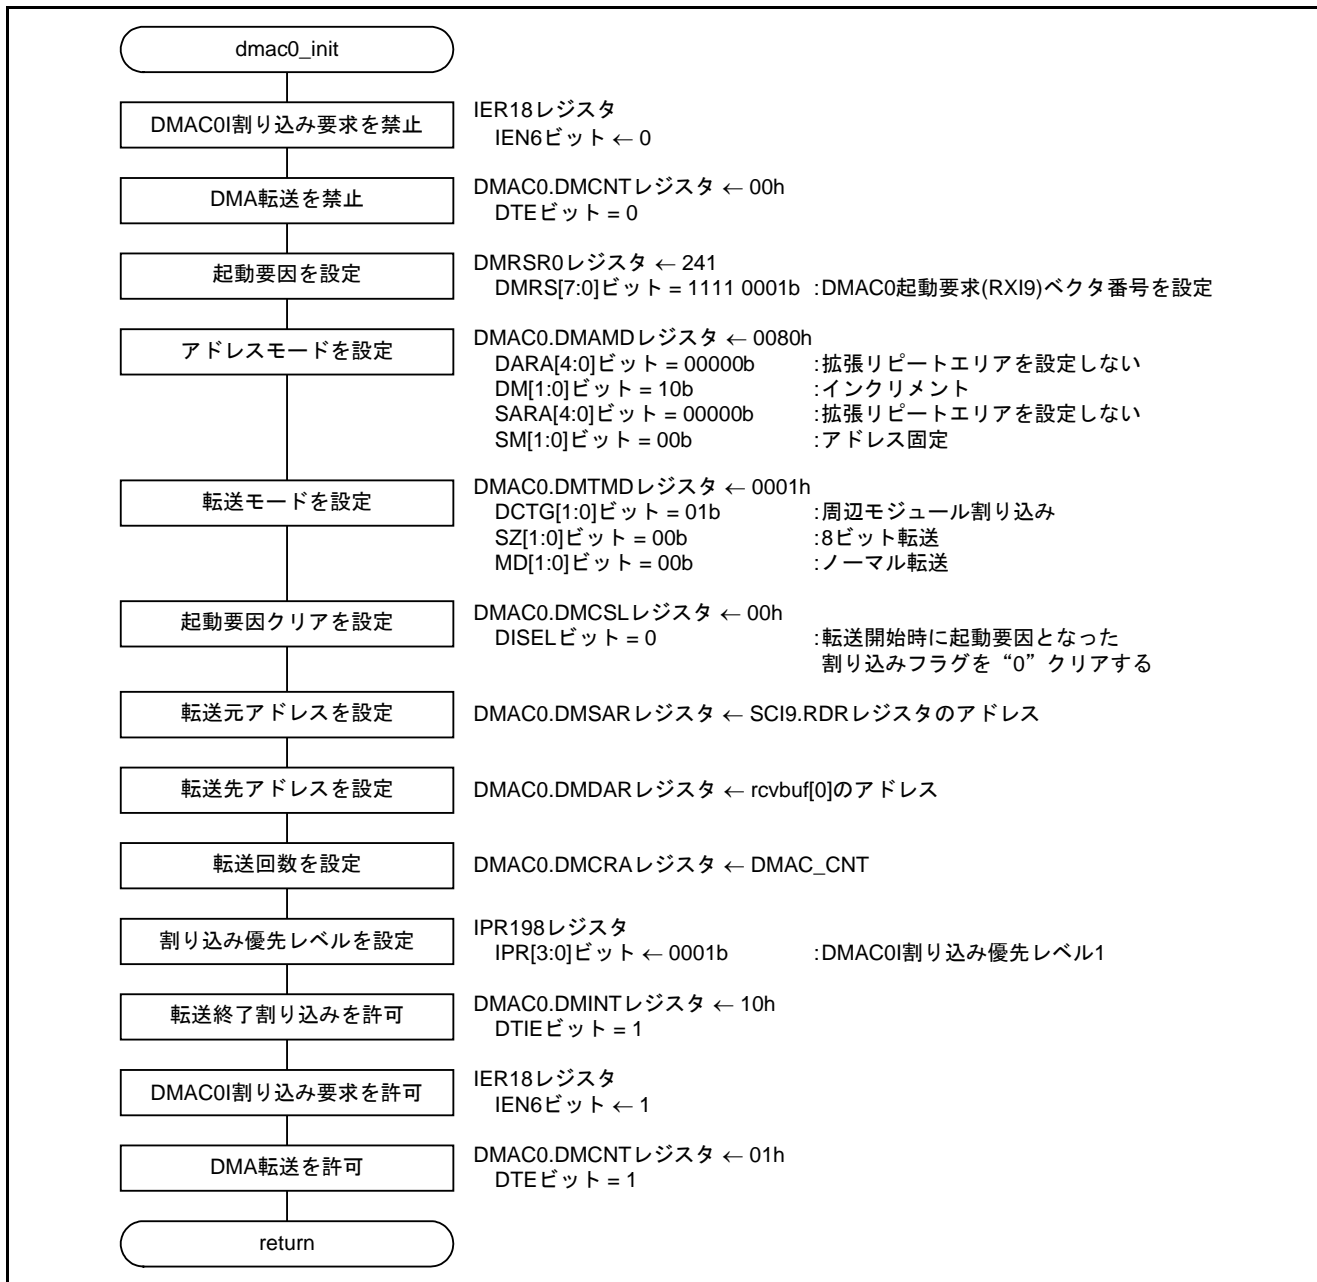 dmac0_init
DMAC0I割り込み要求を禁止
IER18レジスタ
IEN6ビット ← 0
DMA転送を禁止
DMAC0.DMCNTレジスタ ← 00h
DTEビット = 0
起動要因を設定
DMRSR0レジスタ ← 241
DMRS[7:0]ビット = 1111 0001b :DMAC0起動要求(RXI9)ベクタ番号を設定
アドレスモードを設定
DMAC0.DMAMDレジスタ ← 0080h
DARA[4:0]ビット = 00000b :拡張リピートエリアを設定しない
DM[1:0]ビット = 10b :インクリメント
SARA[4:0]ビット = 00000b :拡張リピートエリアを設定しない
SM[1:0]ビット = 00b :アドレス固定
転送モードを設定
DMAC0.DMTMDレジスタ ← 0001h
DCTG[1:0]ビット = 01b :周辺モジュール割り込み
SZ[1:0]ビット = 00b :8ビット転送
MD[1:0]ビット = 00b :ノーマル転送
起動要因クリアを設定
DMAC0.DMCSLレジスタ ← 00h
DISELビット = 0 :転送開始時に起動要因となった
割り込みフラグを“0”クリアする
転送元アドレスを設定
DMAC0.DMSARレジスタ ← SCI9.RDRレジスタのアドレス
転送先アドレスを設定
DMAC0.DMDARレジスタ ← rcvbuf[0]のアドレス
転送回数を設定
DMAC0.DMCRAレジスタ ← DMAC_CNT
割り込み優先レベルを設定
IPR198レジスタ
IPR[3:0]ビット ← 0001b :DMAC0I割り込み優先レベル1
転送終了割り込みを許可
DMAC0.DMINTレジスタ ← 10h
DTIEビット = 1
DMAC0I割り込み要求を許可
IER18レジスタ
IEN6ビット ← 1
DMA転送を許可
DMAC0.DMCNTレジスタ ← 01h
DTEビット = 1
return